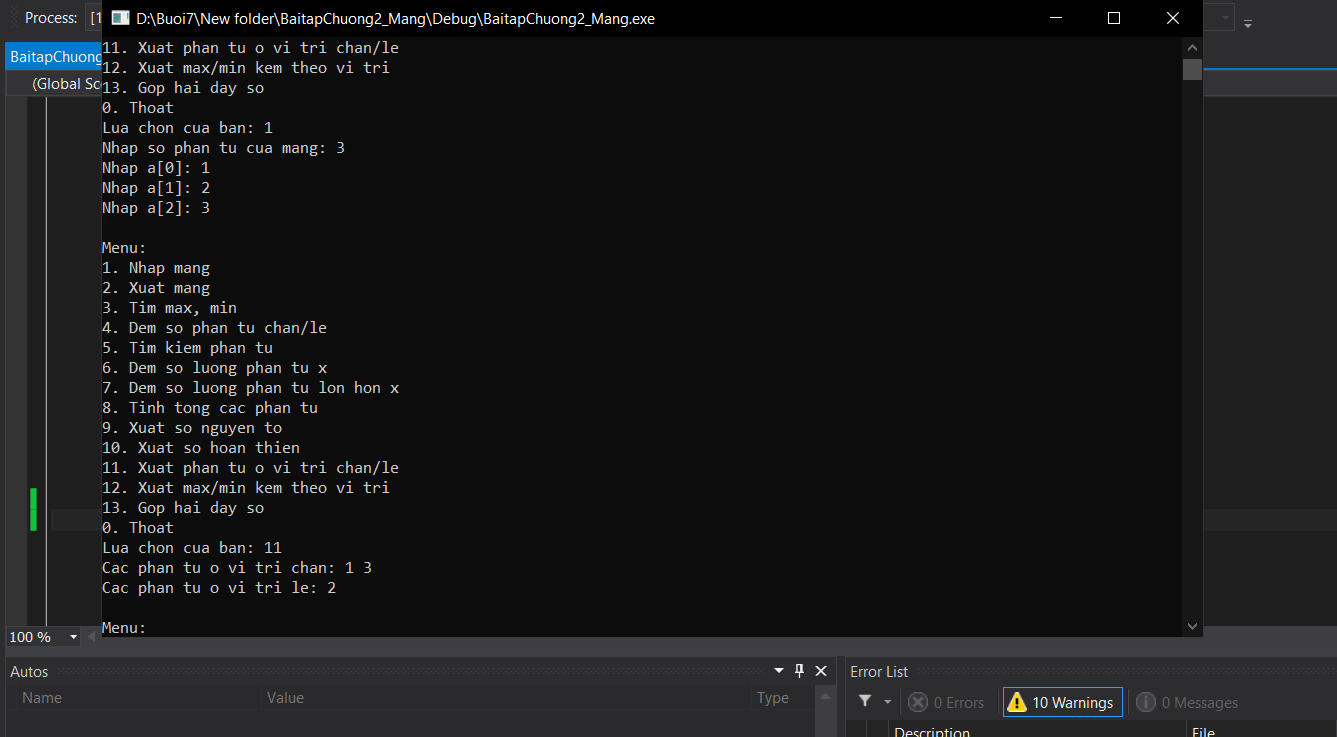 Process: [1
D:\Buoi7\New folder\BaitapChuong2_Mang\Debug\BaitapChuong2_Mang.exe
BaitapChuong
(Global Sc
11. Xuat phan tu o vi tri chan/le
12. Xuat max/min kem theo vi tri
13. Gop hai day so
0. Thoat
Lua chon cua ban: 1
Nhap so phan tu cua mang: 3
Nhap a[0]: 1
Nhap a[1]: 2
Nhap a[2]: 3
Menu:
1. Nhap mang
2. Xuat mang
3. Tim max, min
4. Dem so phan tu chan/le
5. Tim kiem phan tu
6. Dem so luong phan tu x
7. Dem so luong phan tu lon hon x
8. Tinh tong cac phan tu
9. Xuat so nguyen to
10. Xuat so hoan thien
11. Xuat phan tu o vi tri chan/le
12. Xuat max/min kem theo vi tri
13. Gop hai day so
0. Thoat
Lua chon cua ban: 11
Cac phan tu o vi tri chan: 1 3
Cac phan tu o vi tri le: 2
Menu:
100 %
Autos
Name Value Type
Error List
0 Errors 10 Warnings 0 Messages
Description File